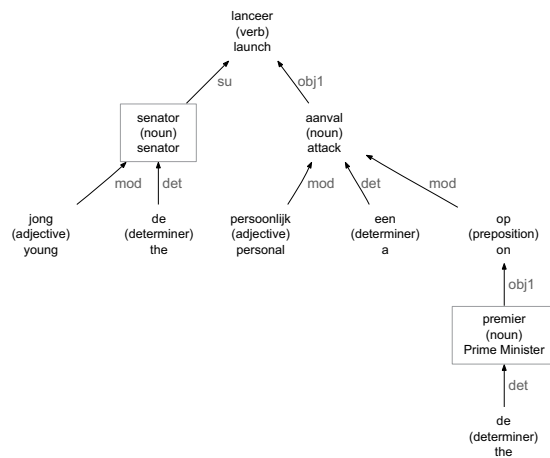 lanceer
(verb)
launch
su
obj1
senator
(noun)
senator
aanval
(noun)
attack
mod
det
mod
det
mod
jong
(adjective)
young
de
(determiner)
the
persoonlijk
(adjective)
personal
een
(determiner)
a
op
(preposition)
on
obj1
premier
(noun)
Prime Minister
det
de
(determiner)
the